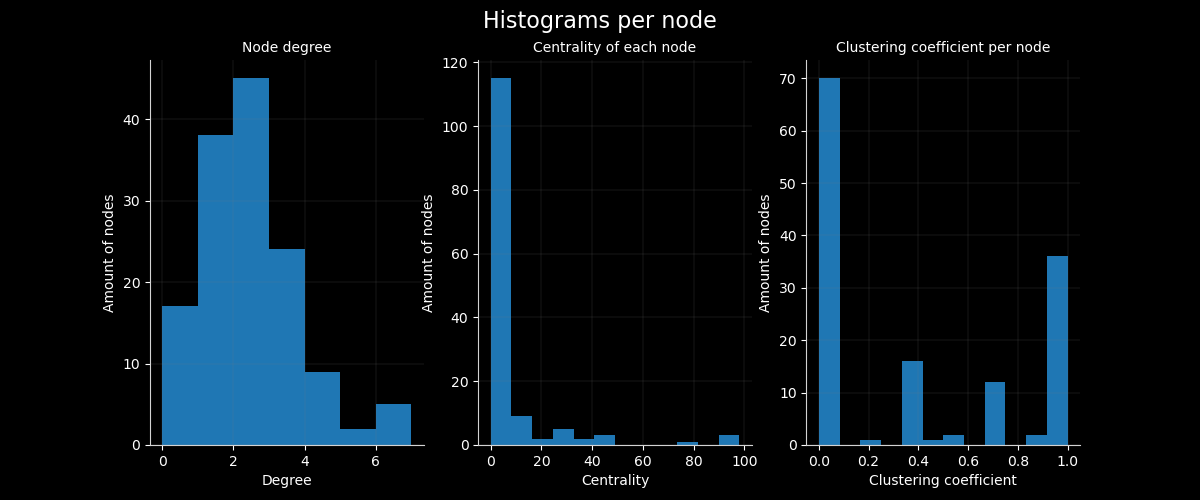 Histograms per node
Node degree
Amount of nodes
40
30
20
10
0
0 2 4 6
Degree
Centrality of each node
Amount of nodes
120
100
80
60
40
20
0
0 20 40 60 80 100
Centrality
Clustering coefficient per node
Amount of nodes
70
60
50
40
30
20
10
0
0.0 0.2 0.4 0.6 0.8 1.0
Clustering coefficient